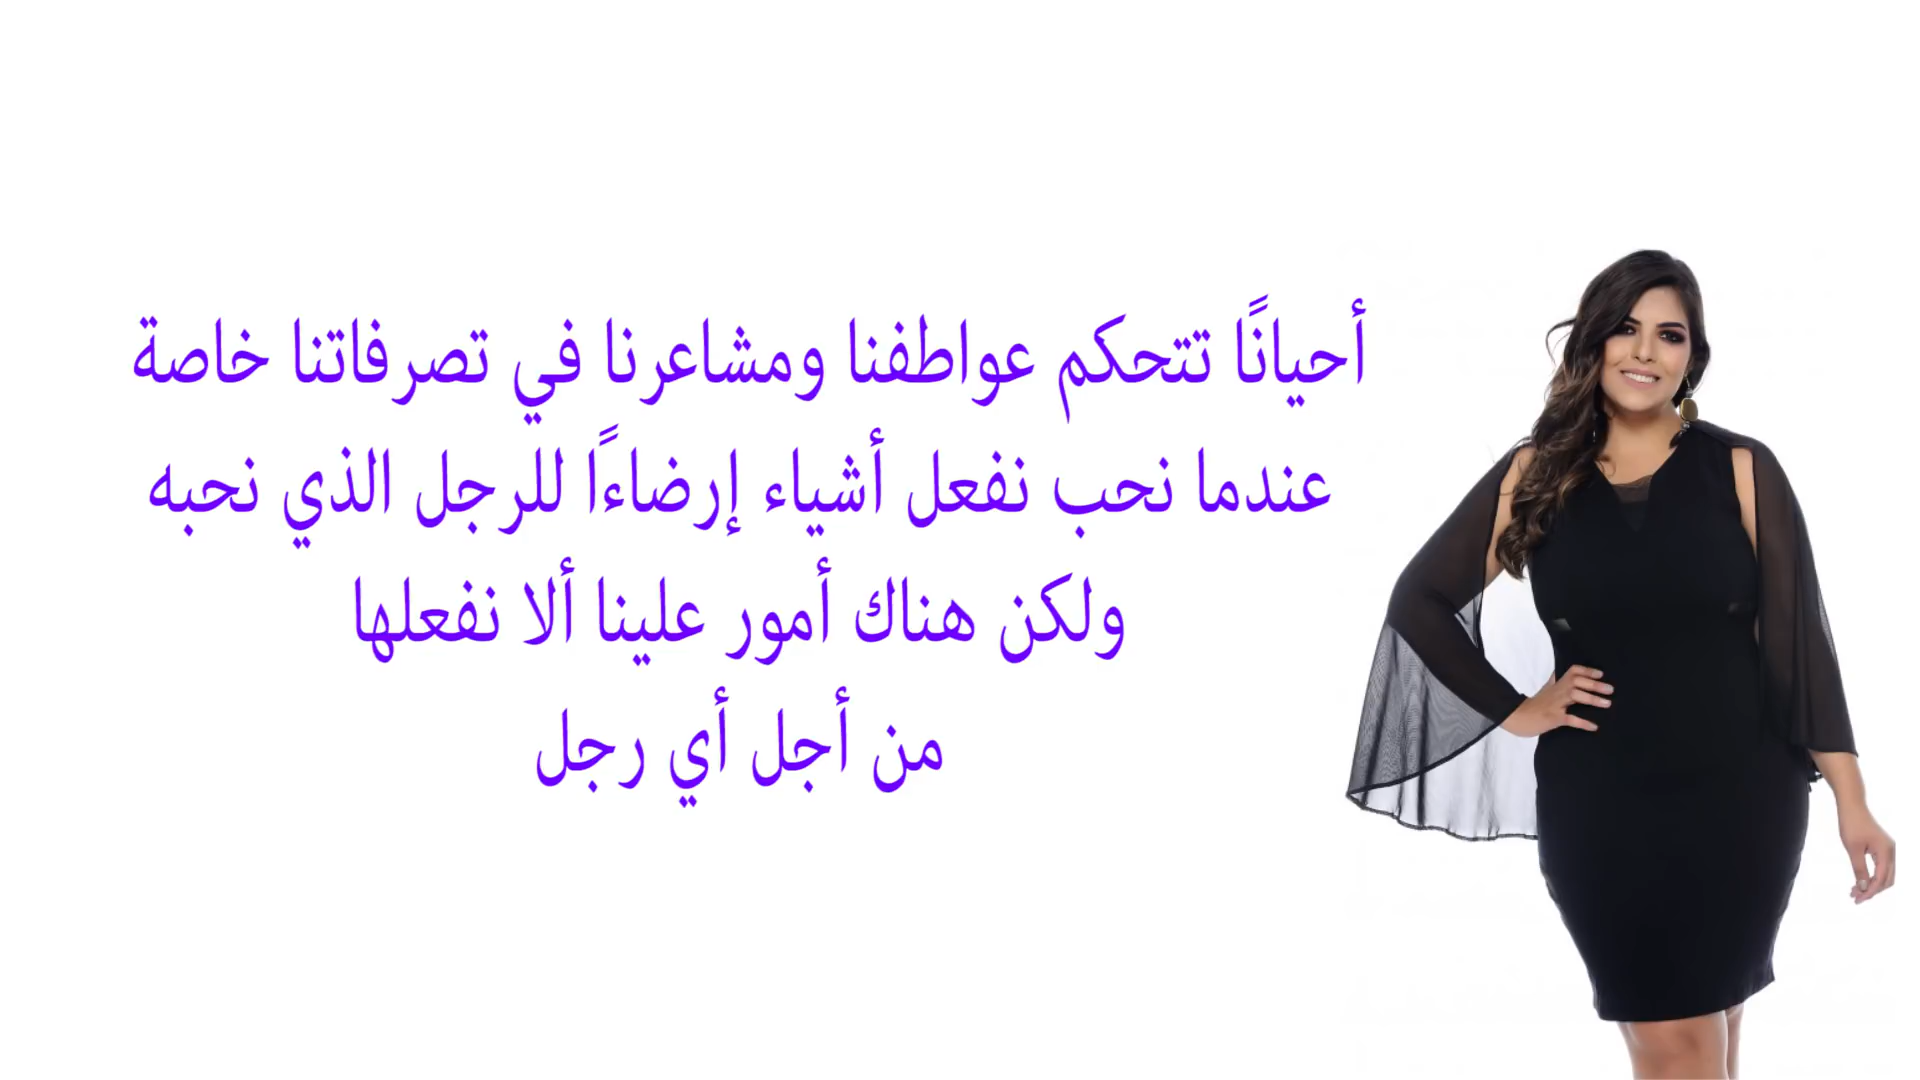 أحيانًا تتحكم عواطفنا ومشاعرنا في تصرفاتنا خاصة
عندما نحب نفعل أشياء إرضاءًا للرجل الذي نحبه
ولكن هناك أمور علينا ألا نفعلها
من أجل أي رجل